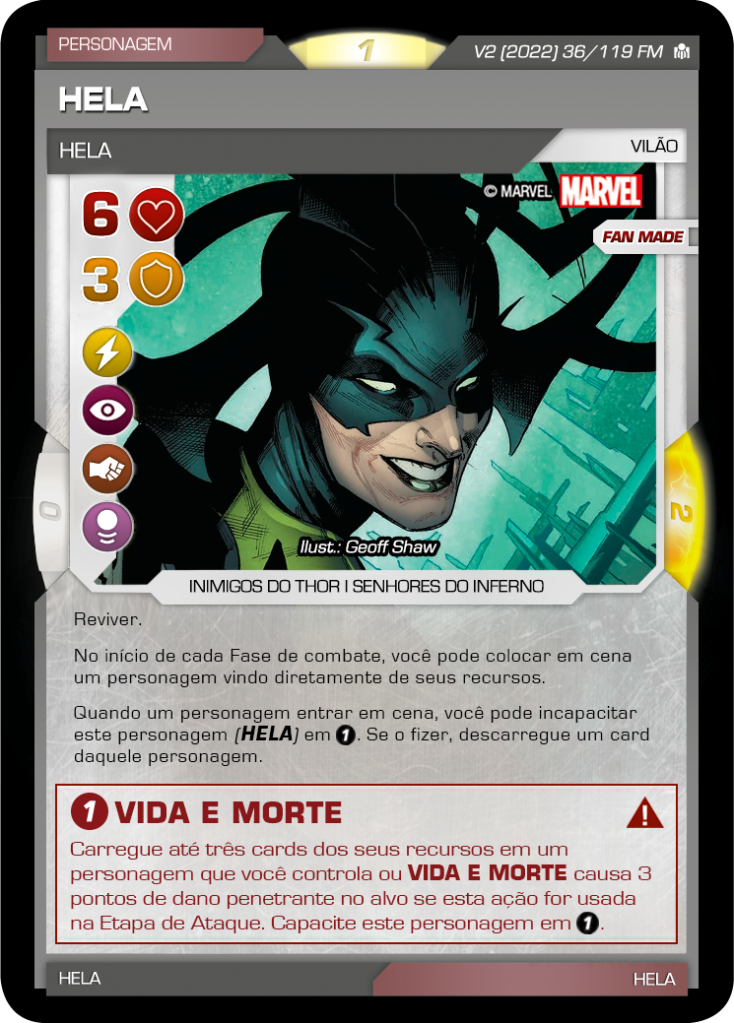 PERSONAGEM
1
V2 (2022) 36/119 FM
HELA
HELA
VILÃO
© MARVEL MARVEL
6
FAN MADE
3
0
2
Ilust.: Geoff Shaw
INIMIGOS DO THOR | SENHORES DO INFERNO
Reviver.
No início de cada Fase de combate, você pode colocar em cena
um personagem vindo diretamente de seus recursos.
Quando um personagem entrar em cena, você pode incapacitar
este personagem (HELA) em 1. Se o fizer, descarregue um card
daquele personagem.
1 VIDA E MORTE
Carregue até três cards dos seus recursos em um
personagem que você controla ou VIDA E MORTE causa 3
pontos de dano penetrante no alvo se esta ação for usada
na Etapa de Ataque. Capacite este personagem em 1.
HELA
HELA